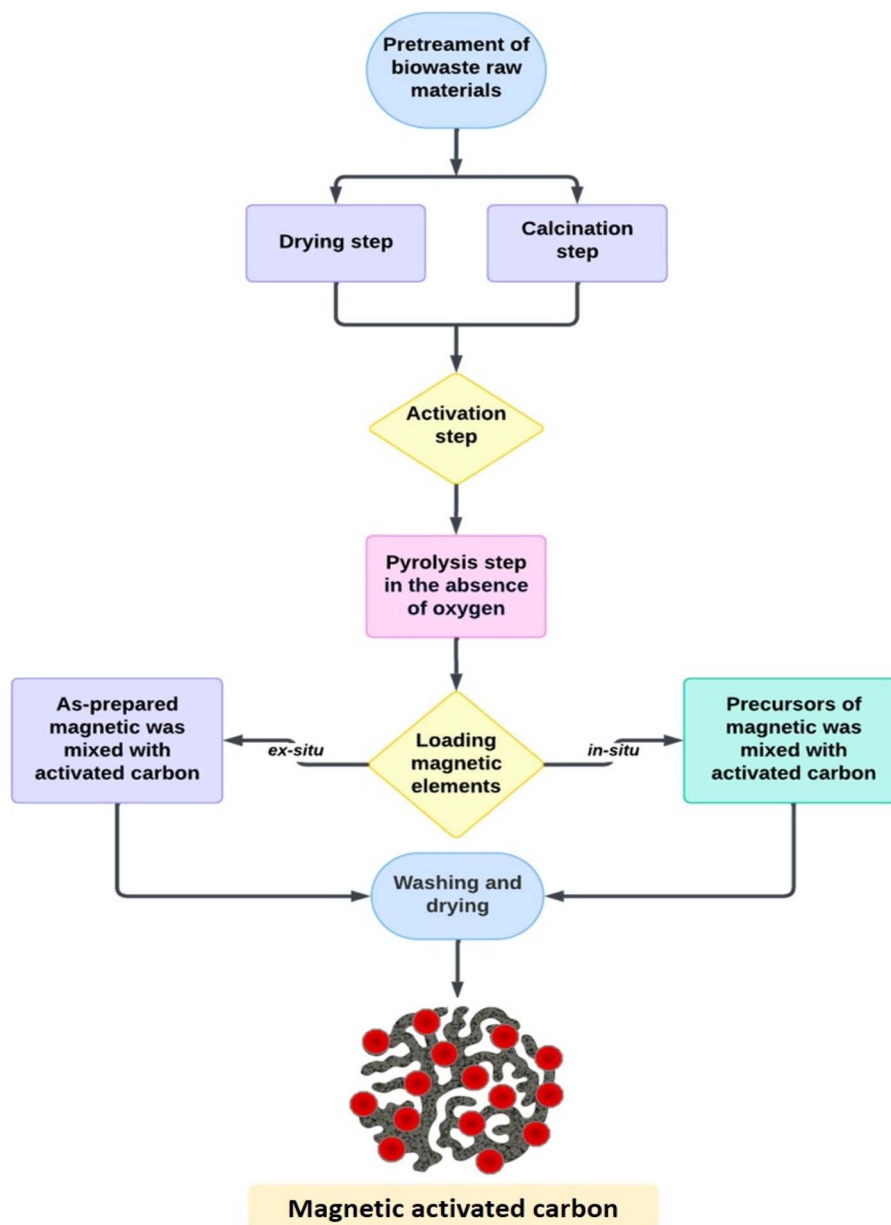 Pretreament of
biowaste raw
materials
Drying step
Calcination
step
Activation
step
Pyrolysis step
in the absence
of oxygen
As-prepared
magnetic was
mixed with
activated carbon
ex-situ
Loading
magnetic
elements
in-situ
Precursors of
magnetic was
mixed with
activated carbon
Washing and
drying
Magnetic activated carbon